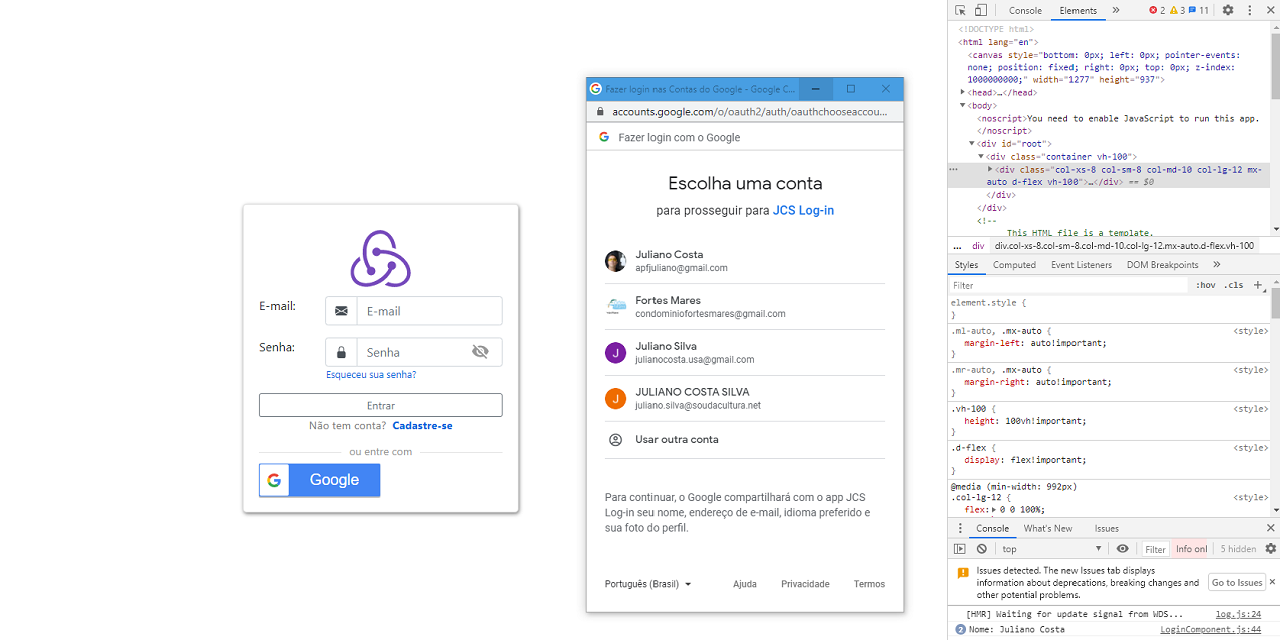 E-mail:
E-mail
Senha:
Senha
Esqueceu sua senha?
Entrar
Não tem conta? Cadastre-se
ou entre com
Google
Fazer login nas Contas do Google - Google C...
accounts.google.com/o/oauth2/auth/oauthchooseaccou...
Fazer login com o Google
Escolha uma conta
para prosseguir para JCS Log-in
Juliano Costa
apfjuliano@gmail.com
Fortes Mares
condominiofortesmares@gmail.com
J
Juliano Silva
julianocosta.usa@gmail.com
J
JULIANO COSTA SILVA
juliano.silva@soudacultura.net
Usar outra conta
Para continuar, o Google compartilhará com o app JCS
Log-in seu nome, endereço de e-mail, idioma preferido e
sua foto do perfil.
Português (Brasil) Ajuda Privacidade Termos
Console Elements » 2 3 11
<!DOCTYPE html>
<html lang="en">
<canvas style="bottom: 0px; left: 0px; pointer-events:
none; position: fixed; right: 0px; top: 0px; z-index:
1000000000;" width="1277" height="937">
<head>…</head>
<body>
<noscript>You need to enable JavaScript to run this app.
</noscript>
<div id="root">
<div class="container vh-100">
<div class="col-xs-8 col-sm-8 col-md-10 col-lg-12 mx-
auto d-flex vh-100">…</div> == $0
</div>
</div>
<!--
This HTML file is a template.
... div div.col-xs-8.col-sm-8.col-md-10.col-lg-12.mx-auto.d-flex.vh-100
Styles Computed Event Listeners DOM Breakpoints »
Filter :hov .cls +
element.style {
}
.ml-auto, .mx-auto { <style>
margin-left: auto!important;
}
.mr-auto, .mx-auto { <style>
margin-right: auto!important;
}
.vh-100 { <style>
height: 100vh!important;
}
.d-flex { <style>
display: flex!important;
}
@media (min-width: 992px)
.col-lg-12 { <style>
flex: 0 0 100%;
Console What's New Issues
top Filter Info onl 5 hidden
Issues detected. The new Issues tab displays
information about deprecations, breaking changes and
other potential problems.
Go to Issues
[HMR] Waiting for update signal from WDS... log.js:24
2 Nome: Juliano Costa LoginComponent.js:44